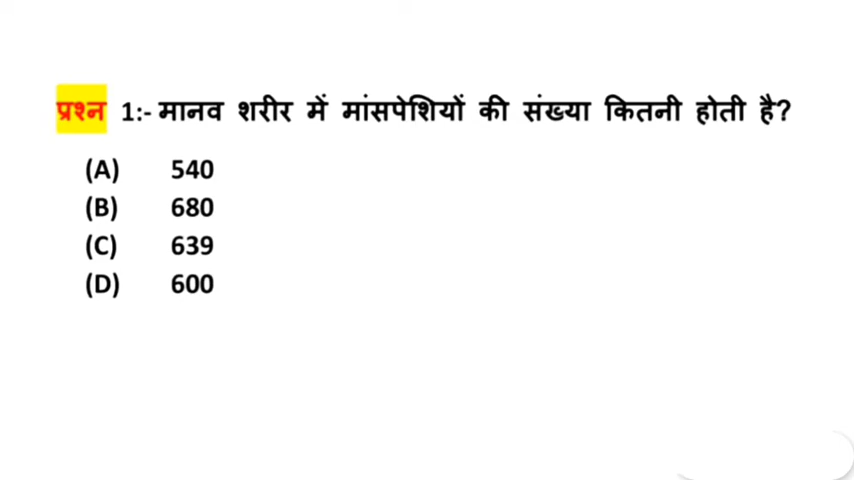 प्रश्न 1:- मानव शरीर में मांसपेशियों की संख्या कितनी होती है?
(A) 540
(B) 680
(C) 639
(D) 600